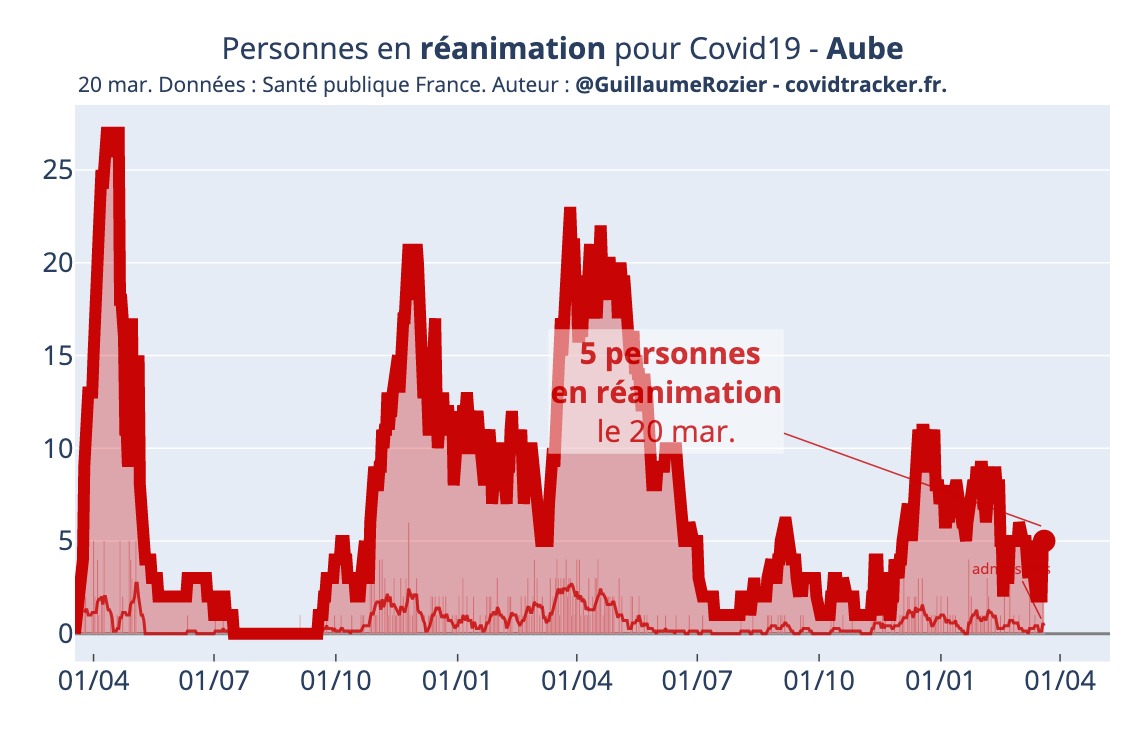 Personnes en réanimation pour Covid19 - Aube
20 mar. Données : Santé publique France. Auteur : @GuillaumeRozier - covidtracker.fr.
25
20
15
10
5
0
5 personnes
en réanimation
le 20 mar.
01/04 01/07 01/10 01/01 01/04 01/07 01/10 01/01 01/04